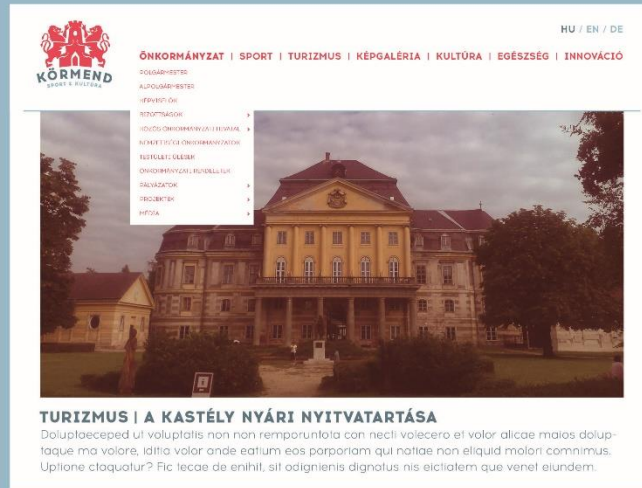 HU / EN / DE
KÖRMEND
SPORT & KULTÚRA
ÖNKORMÁNYZAT | SPORT | TURIZMUS | KÉPGALÉRIA | KULTÚRA | EGÉSZSÉG | INNOVÁCIÓ
POLGÁRMESTER
ALPOLGÁRMESTER
KÉPVISELŐK
BIZOTTSÁGOK
KÖZÖS ÖNKORMÁNYZATI HIVATAL
NEMZETISÉGI ÖNKORMÁNYZATOK
TESTÜLETI ÜLÉSEK
ÖNKORMÁNYZATI RENDELETEK
PÁLYÁZATOK
PROJEKTEK
MÉDIA
TURIZMUS | A KASTÉLY NYÁRI NYITVATARTÁSA
Doluptaeceped ut voluptatis non non remporuntota con necti volecero et volor alicae maios dolup-
taque ma volore, iditia volor ande eatium eos parporiam qui natiae non eliquid molori comnimus.
Uptione ctaquatur? Fic tecae de enihit, sit odignienis dignatus nis eictiatem que venet eiundem.